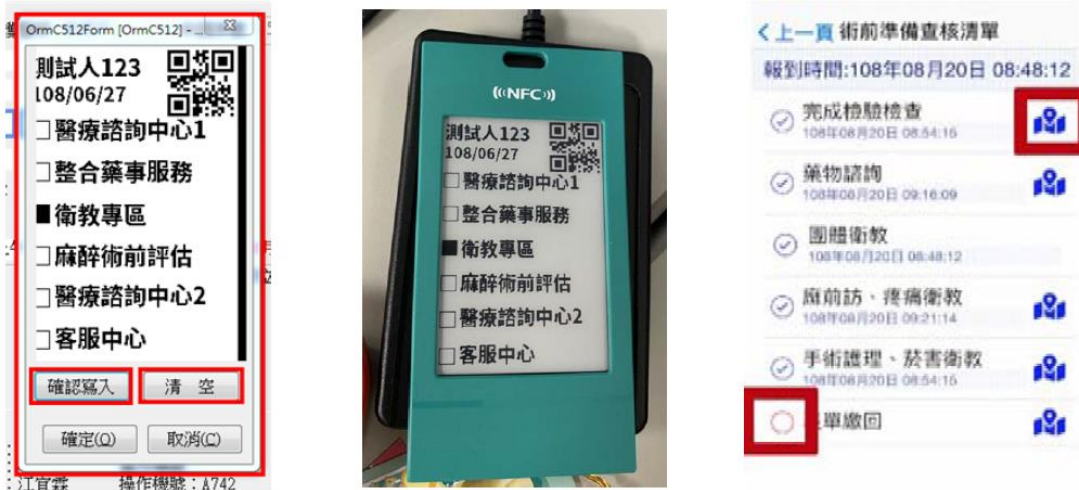 OrmC512Form [OrmC512] - ...
測試人123
108/06/27
□醫療諮詢中心1
□整合藥事服務
■衛教專區
□麻醉術前評估
□醫療諮詢中心2
□客服中心
確認寫入
清 空
確定(O)
取消(C)
江宜霖
操作機號：A742
((NFC))
測試人123
108/06/27
□醫療諮詢中心1
□整合藥事服務
■衛教專區
□麻醉術前評估
□醫療諮詢中心2
□客服中心
上一頁 術前準備查核清單
報到時間:108年08月20日 08:48:12
完成檢驗檢查
108年08月20日 08:54:16
藥物諮詢
108年08月20日 09:16:09
團體衛教
108年08月20日 08:48:12
麻前訪、疼痛衛教
108年08月20日 09:21:14
手術護理、菸害衛教
108年08月20日 08:54:16
單繳回